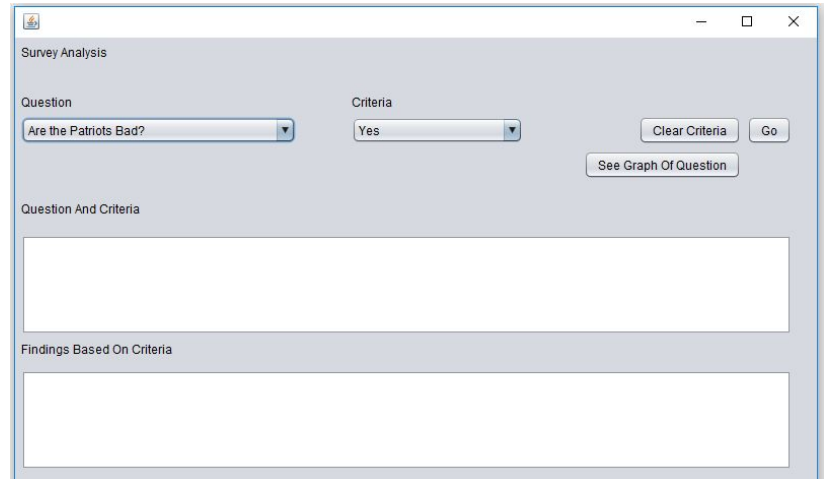 Survey Analysis
Question
Criteria
Are the Patriots Bad?
Yes
Clear Criteria
Go
See Graph Of Question
Question And Criteria
Findings Based On Criteria